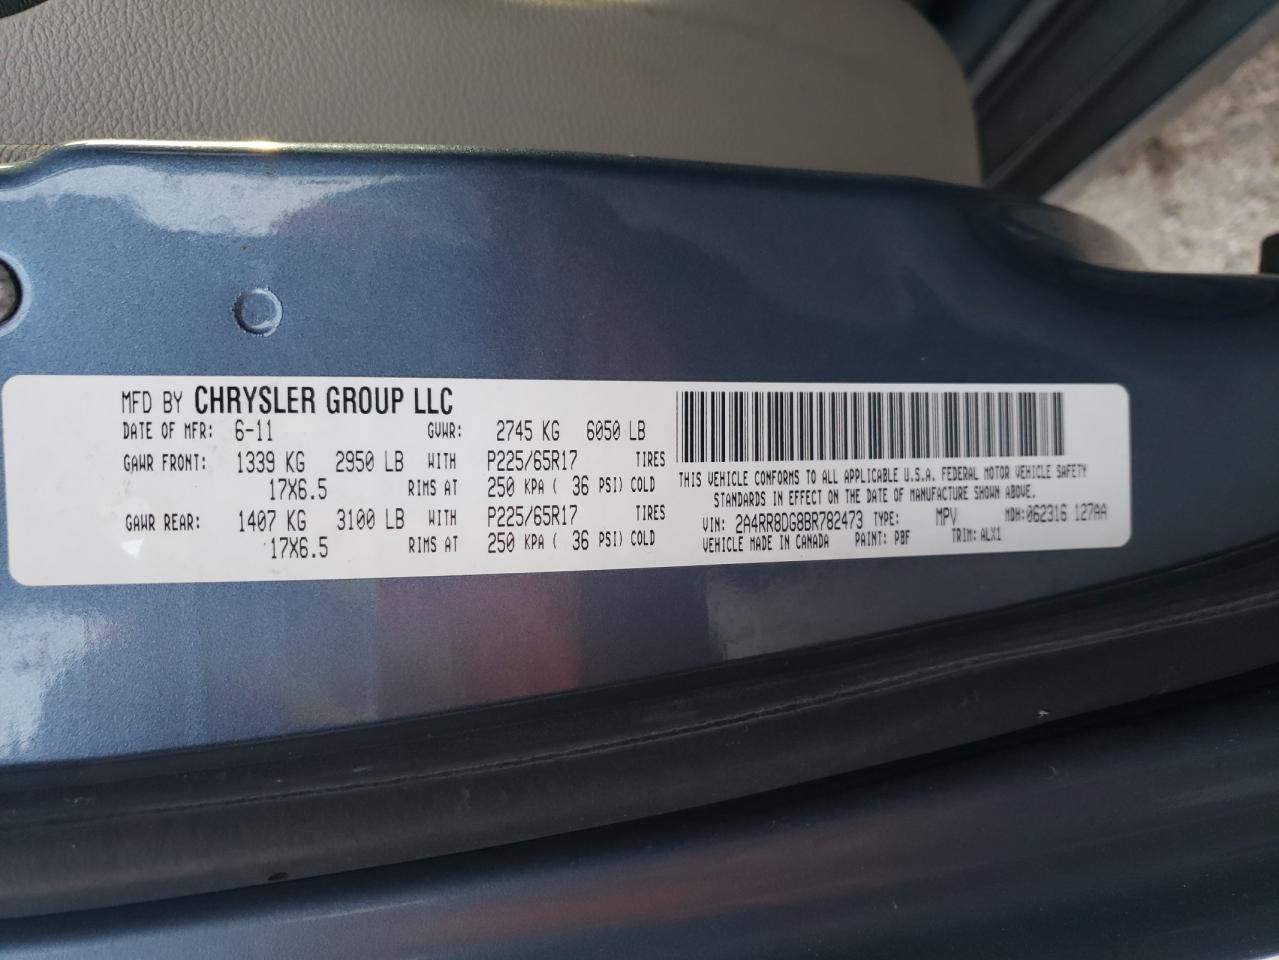 MFD BY CHRYSLER GROUP LLC
DATE OF MFR: 6-11 GVWR: 2745 KG 6050 LB
GAWR FRONT: 1339 KG 2950 LB WITH P225/65R17 TIRES
17X6.5 RIMS AT 250 KPA ( 36 PSI) COLD
GAWR REAR: 1407 KG 3100 LB WITH P225/65R17 TIRES
17X6.5 RIMS AT 250 KPA ( 36 PSI) COLD
THIS VEHICLE CONFORMS TO ALL APPLICABLE U.S.A. FEDERAL MOTOR VEHICLE SAFETY
STANDARDS IN EFFECT ON THE DATE OF MANUFACTURE SHOWN ABOVE.
VIN: 2A4RR8DG8BR782473 TYPE: MPV MDH: 062316 127AA
VEHICLE MADE IN CANADA PAINT: PBF TRIM: ALX1